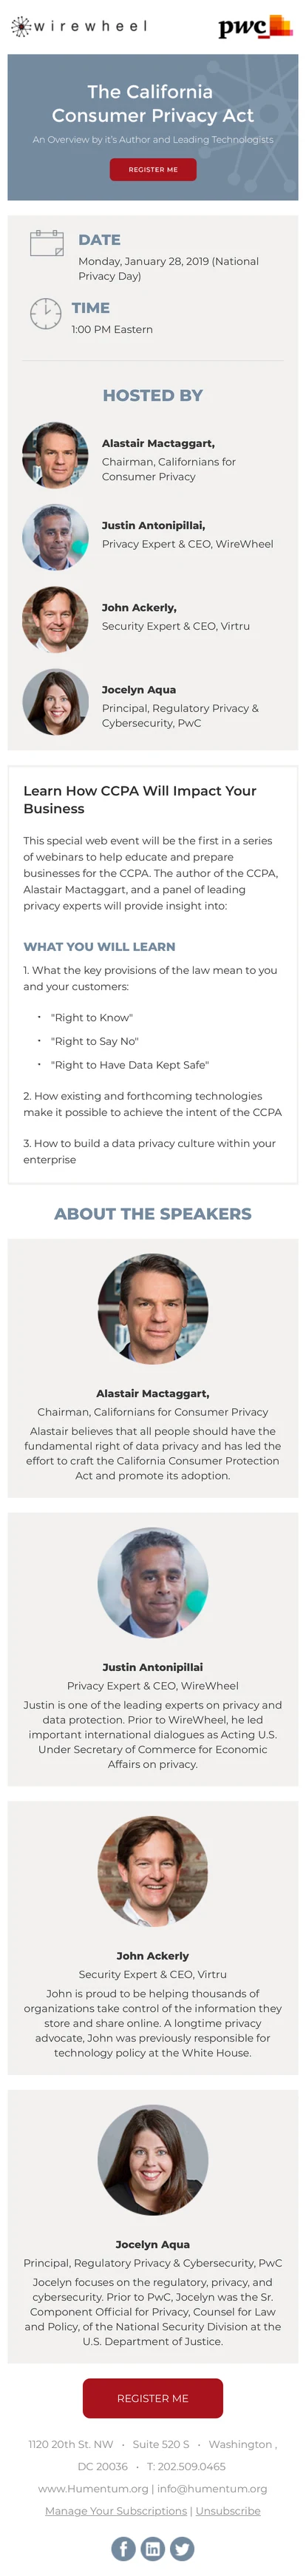 wirewheel
pwc
The California
Consumer Privacy Act
An Overview by it's Author and Leading Technologists
REGISTER ME
DATE
Monday, January 28, 2019 (National
Privacy Day)
TIME
1:00 PM Eastern
HOSTED BY
Alastair Mactaggart,
Chairman, Californians for
Consumer Privacy
Justin Antonipillai,
Privacy Expert & CEO, WireWheel
John Ackerly,
Security Expert & CEO, Virtru
Jocelyn Aqua
Principal, Regulatory Privacy &
Cybersecurity, PwC
Learn How CCPA Will Impact Your
Business
This special web event will be the first in a series
of webinars to help educate and prepare
businesses for the CCPA. The author of the CCPA,
Alastair Mactaggart, and a panel of leading
privacy experts will provide insight into:
WHAT YOU WILL LEARN
1. What the key provisions of the law mean to you
and your customers:
• "Right to Know"
• "Right to Say No"
• "Right to Have Data Kept Safe"
2. How existing and forthcoming technologies
make it possible to achieve the intent of the CCPA
3. How to build a data privacy culture within your
enterprise
ABOUT THE SPEAKERS
Alastair Mactaggart,
Chairman, Californians for Consumer Privacy
Alastair believes that all people should have the
fundamental right of data privacy and has led the
effort to craft the California Consumer Protection
Act and promote its adoption.
Justin Antonipillai
Privacy Expert & CEO, WireWheel
Justin is one of the leading experts on privacy and
data protection. Prior to WireWheel, he led
important international dialogues as Acting U.S.
Under Secretary of Commerce for Economic
Affairs on privacy.
John Ackerly
Security Expert & CEO, Virtru
John is proud to be helping thousands of
organizations take control of the information they
store and share online. A longtime privacy
advocate, John was previously responsible for
technology policy at the White House.
Jocelyn Aqua
Principal, Regulatory Privacy & Cybersecurity, PwC
Jocelyn focuses on the regulatory, privacy, and
cybersecurity. Prior to PwC, Jocelyn was the Sr.
Component Official for Privacy, Counsel for Law
and Policy, of the National Security Division at the
U.S. Department of Justice.
REGISTER ME
1120 20th St. NW • Suite 520 S • Washington ,
DC 20036 • T: 202.509.0465
www.Humentum.org | info@humentum.org
Manage Your Subscriptions | Unsubscribe